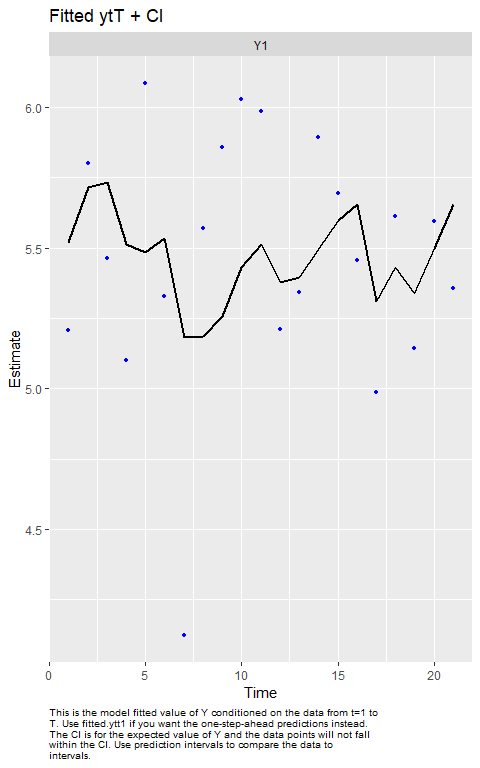 Fitted ytT + CI
Y1
6.0
5.5
5.0
4.5
Estimate
0
5
10
15
20
Time
This is the model fitted value of Y conditioned on the data from t=1 to
T. Use fitted.ytt1 if you want the one-step-ahead predictions instead.
The CI is for the expected value of Y and the data points will not fall
within the CI. Use prediction intervals to compare the data to
intervals.